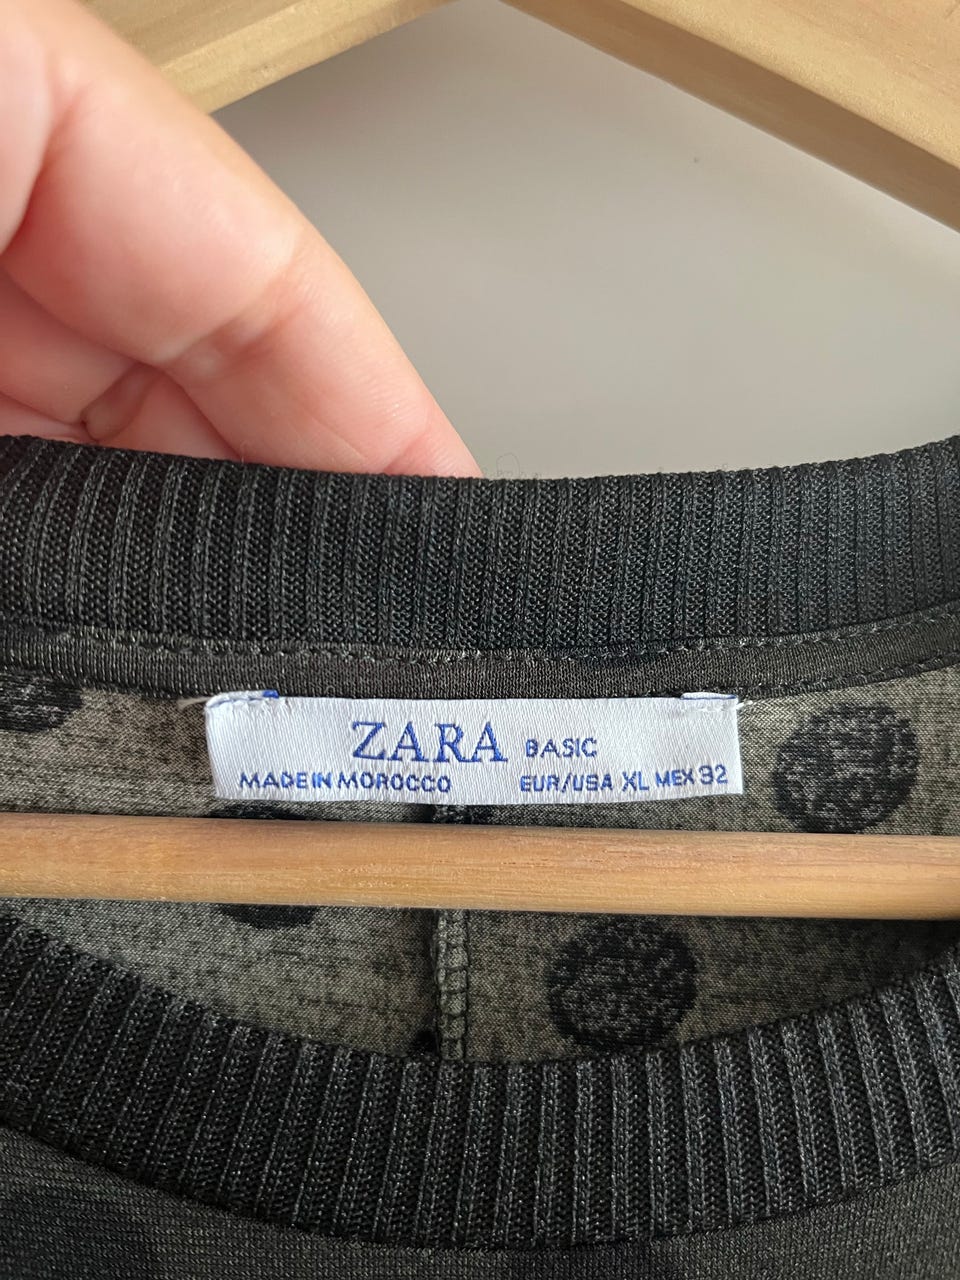 ZARA BASIC
MADE IN MOROCCO EUR/USA XL MEX 32